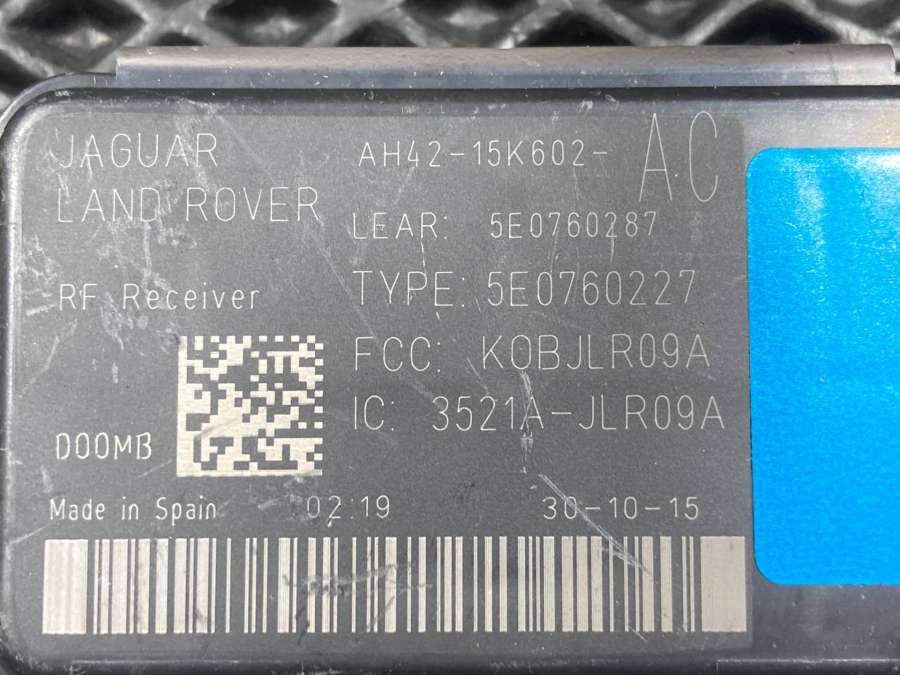 JAGUAR
LAND ROVER
AH42-15K602- AC
LEAR: 5E0760287
RF Receiver
TYPE: 5E0760227
FCC: KOBJLR09A
IC: 3521A-JLR09A
D00MB
Made in Spain 02:19 30-10-15